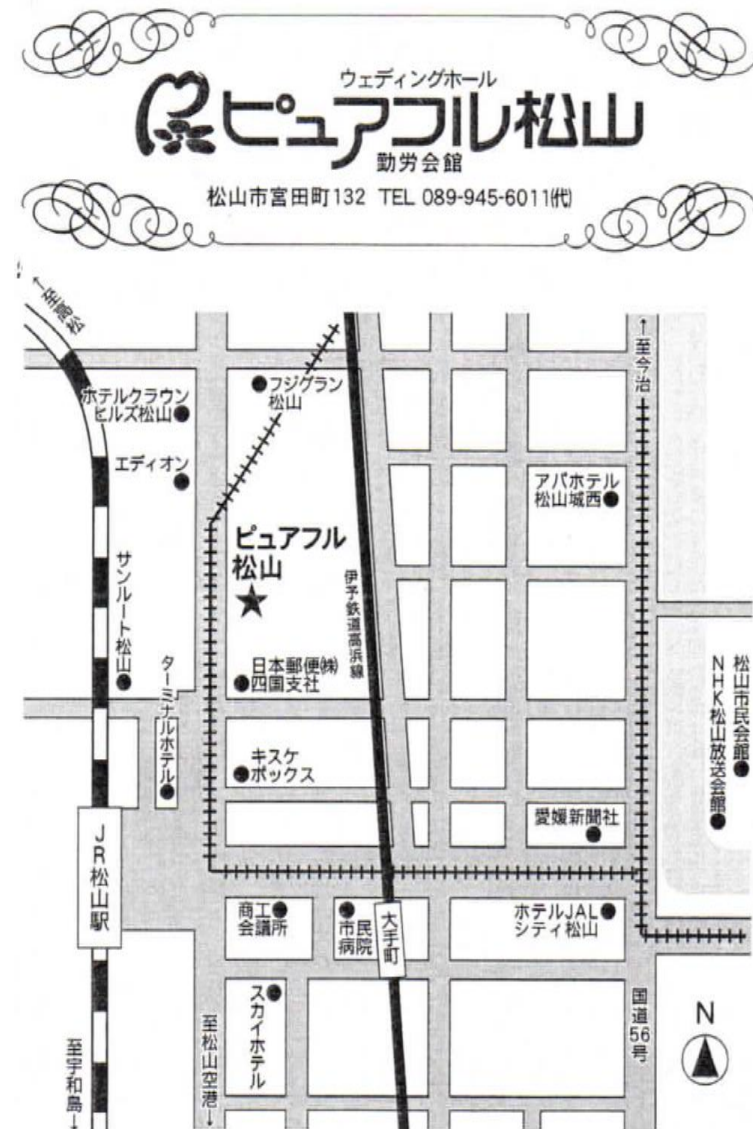 ウェディングホール
ピュアフル松山
勤労会館
松山市宮田町132 TEL 089-945-6011㈹
↑至高松
↑至今治
フジグラン
松山
ホテルクラウン
ヒルズ松山
エディオン
アパホテル
松山城西
ピュアフル
松山
サンルート松山
伊予鉄道高浜線
日本郵便㈱
四国支社
ターミナルホテル
松山市民会館
NHK松山放送会館
キスケ
ボックス
愛媛新聞社
JR松山駅
商工
会議所
市民
病院
大手町
ホテルJAL
シティ松山
スカイホテル
国道56号
N
至松山空港↓
至宇和島↓